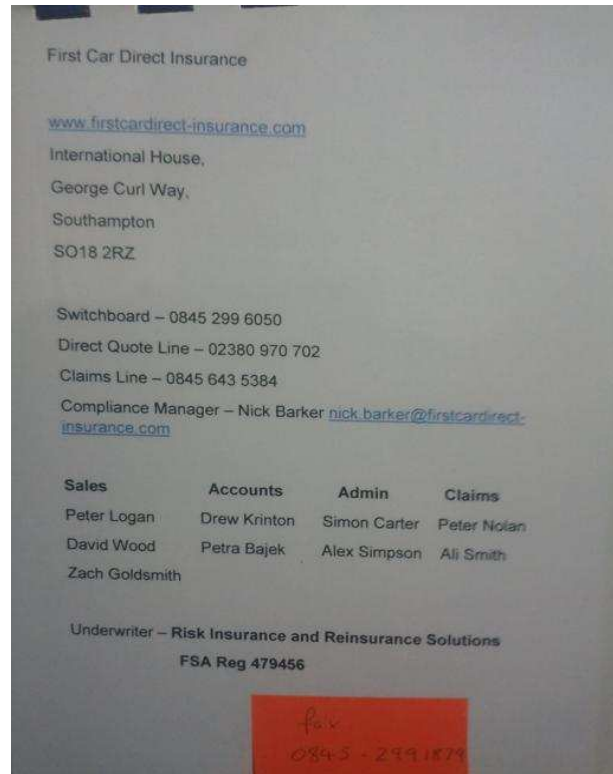 First Car Direct Insurance
www.firstcardirect-insurance.com
International House,
George Curl Way,
Southampton
SO18 2RZ
Switchboard – 0845 299 6050
Direct Quote Line – 02380 970 702
Claims Line – 0845 643 5384
Compliance Manager – Nick Barker nick.barker@firstcardirect-
insurance.com
Sales Accounts Admin Claims
Peter Logan Drew Krinton Simon Carter Peter Nolan
David Wood Petra Bajek Alex Simpson Ali Smith
Zach Goldsmith
Underwriter – Risk Insurance and Reinsurance Solutions
FSA Reg 479456
fax
0845 - 2991879